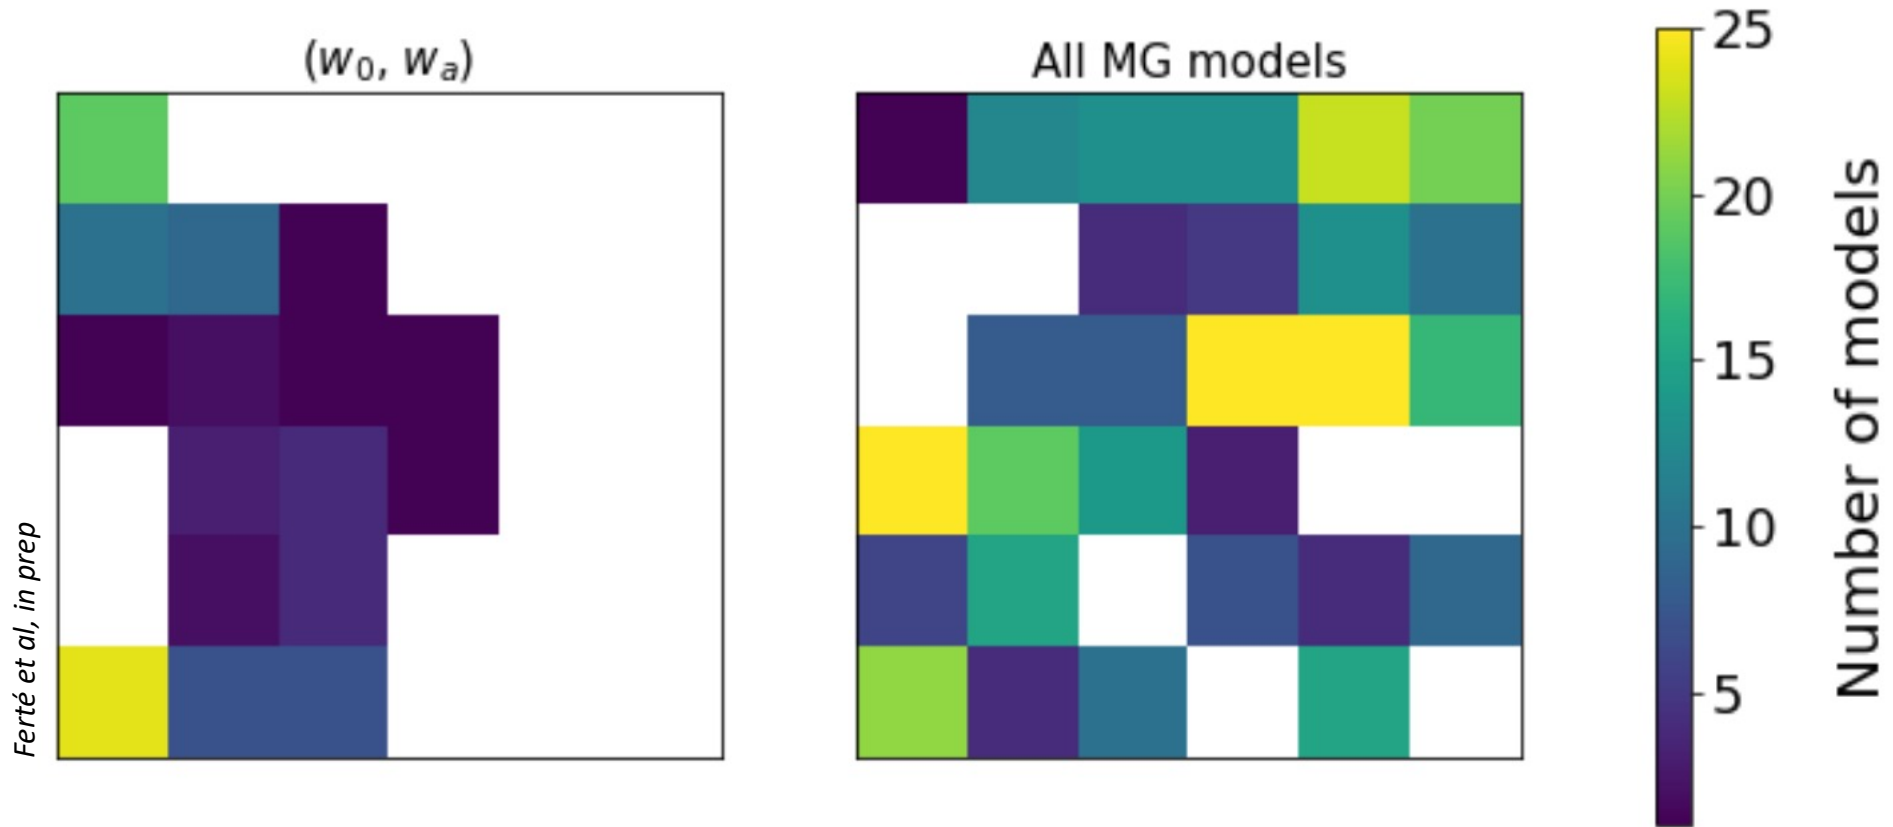 (w₀, wₐ)
All MG models
25
20
15
10
5
Number of models
Ferté et al, in prep